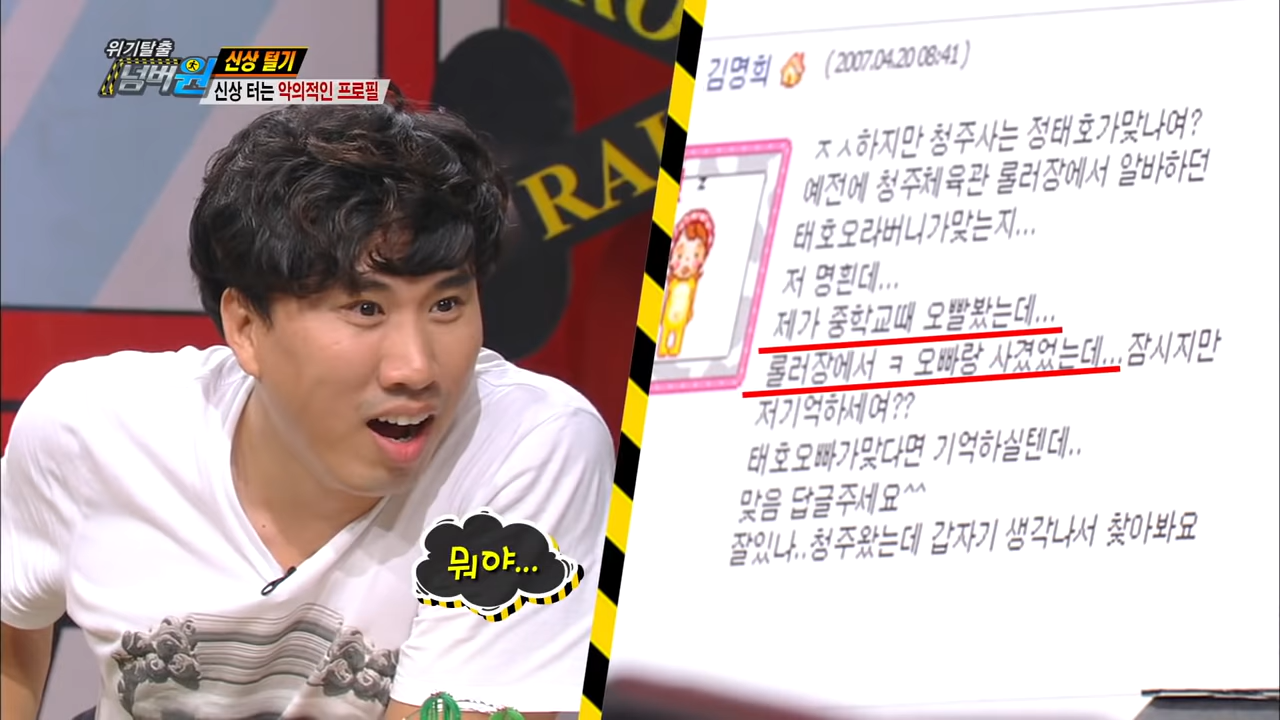 위기탈출
넘버원
신상 털기
신상 터는 악의적인 프로필
RAI
뭐야...
김명희 (2007.04.20 08:41)
ㅈㅅ하지만 청주사는 정태호가맞나여?
예전에 청주체육관 롤러장에서 알바하던
태호오라버니가맞는지...
저 명흰데...
제가 중학교때 오빨봤는데...
롤러장에서 ㅋ 오빠랑 사겼었는데...잠시지만
저기억하세여??
태호오빠가맞다면 기억하실텐데..
맞음 답글주세요^^
잘있나..청주왔는데 갑자기 생각나서 찾아봐요